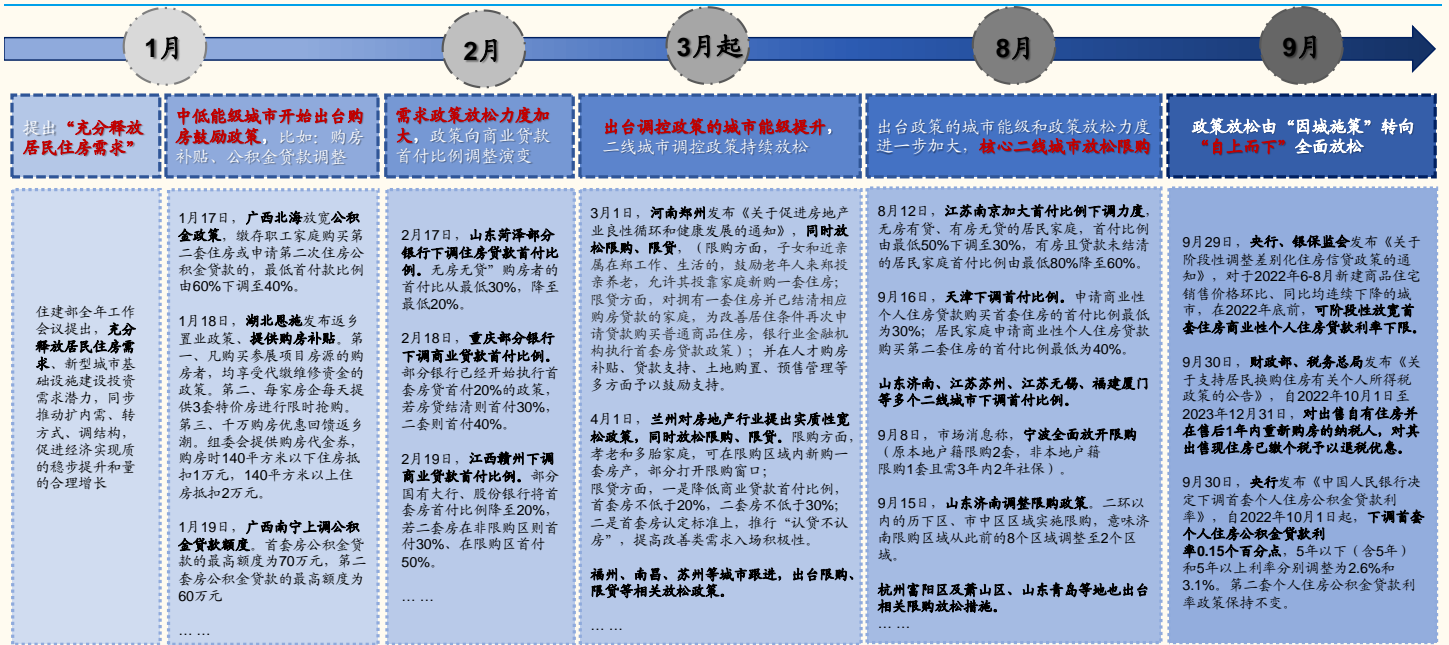 1月
2月
3月起
8月
9月
提出“充分释放
居民住房需求”
中低能级城市开始出台购
房鼓励政策，比如：购房
补贴、公积金贷款调整
需求政策放松力度加
大，政策向商业贷款
首付比例调整演变
出台调控政策的城市能级提升，
二线城市调控政策持续放松
出台政策的城市能级和政策放松力度
进一步加大，核心二线城市放松限购
政策放松由“因城施策”转向
“自上而下”全面放松
住建部全年工作
会议提出，充分
释放居民住房需
求、新型城市基
础设施建设投资
需求潜力，同步
推动扩内需、转
方式、调结构，
促进经济实现质
的稳步提升和量
的合理增长
1月17日，广西北海放宽公积
金政策，缴存职工家庭购买第
二套住房或申请第二次住房公
积金贷款的，最低首付款比例
由60%下调至40%。
1月18日，湖北恩施发布返乡
置业政策，提供购房补贴。第
一、凡购买参展项目房源的购
房者，均享受代缴维修资金的
政策。第二、每家房企每天提
供3套特价房进行限时抢购。
第三、千万购房优惠回馈返乡
潮。组委会提供购房代金券，
购房时140平方米以下住房抵
扣1万元，140平方米以上住
房抵扣2万元。
1月19日，广西南宁上调公积
金贷款额度。首套房公积金贷
款的最高额度为70万元，第二
套房公积金贷款的最高额度为
60万元
… …
2月17日，山东菏泽部分
银行下调住房贷款首付比
例。无房无贷”购房者的
首付比从最低30%，降至
最低20%。
2月18日，重庆部分银行
下调商业贷款首付比例。
部分银行已经开始执行首
套房贷首付20%的政策，
若房贷结清则首付30%，
二套则首付40%。
2月19日，江西赣州下调
商业贷款首付比例。部分
国有大行、股份银行将首
套房首付比例降至20%，
若二套房在非限购区则首
付30%、在限购区首付
50%。
… …
3月1日，河南郑州发布《关于促进房地产
业良性循环和健康发展的通知》，同时放
松限购、限贷，（限购方面，子女和近亲
属在郑工作、生活的，鼓励老年人来郑投
亲养老，允许其投靠家庭新购一套住房；
限贷方面，对拥有一套住房并已结清相应
购房贷款的家庭，为改善居住条件再次申
请贷款购买普通商品住房，银行业金融机
构执行首套房贷款政策）；并在人才购房
补贴、贷款支持、土地购置、预售管理等
多方面予以鼓励支持。
4月1日，兰州对房地产行业提出实质性宽
松政策，同时放松限购、限贷。限购方面，
孝老和多胎家庭，可在限购区域内新购一
套房产，部分打开限购窗口；
限贷方面，一是降低商业贷款首付比例，
首套房不低于20%，二套房不低于30%；
二是首套房认定标准上，推行“认贷不认
房”，提高改善类需求入场积极性。
福州、南昌、苏州等城市跟进，出台限购、
限贷等相关放松政策。
… …
8月12日，江苏南京加大首付比例下调力度，
无房有贷、有房无贷的居民家庭，首付比例
由最低50%下调至30%，有房且贷款未结清
的居民家庭首付比例由最低80%降至60%。
9月16日，天津下调首付比例。申请商业性
个人住房贷款购买首套住房的首付比例最低
为30%；居民家庭申请商业性个人住房贷款
购买第二套住房的首付比例最低为40%。
山东济南、江苏苏州、江苏无锡、福建厦门
等多个二线城市下调首付比例。
9月8日，市场消息称，宁波全面放开限购
（原本地户籍限购2套，非本地户籍
限购1套且需3年内2年社保）。
9月15日，山东济南调整限购政策。二环以
内的历下区、市中区区域实施限购，意味济
南限购区域从此前的8个区域调整至2个区
域。
杭州富阳区及萧山区、山东青岛等地也出台
相关限购放松措施。
… …
9月29日，央行、银保监会发布《关于
阶段性调整差别化住房信贷政策的通
知》，对于2022年6-8月新建商品住宅
销售价格环比、同比均连续下降的城
市，在2022年底前，可阶段性放宽首
套住房商业性个人住房贷款利率下限。
9月30日，财政部、税务总局发布《关
于支持居民换购住房有关个人所得税
政策的公告》，自2022年10月1日至
2023年12月31日，对出售自有住房并
在售后1年内重新购房的纳税人，对其
出售现住房已缴个税予以退税优惠。
9月30日，央行发布《中国人民银行决
定下调首套个人住房公积金贷款利
率》，自2022年10月1日起，下调首套
个人住房公积金贷款利
率0.15个百分点，5年以下（含5年）
和5年以上利率分别调整为2.6%和
3.1%。第二套个人住房公积金贷款利
率政策保持不变。